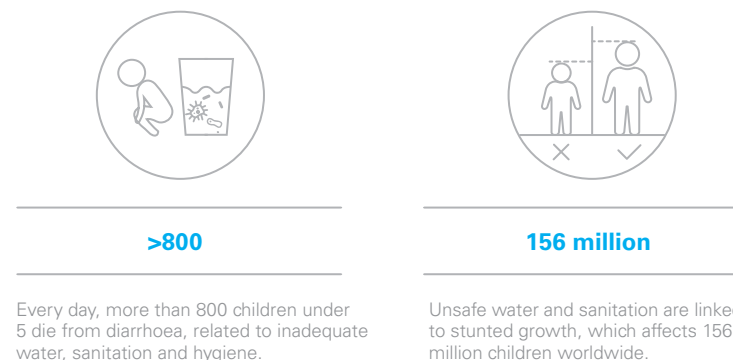 >800
Every day, more than 800 children under
5 die from diarrhoea, related to inadequate
water, sanitation and hygiene.
156 million
Unsafe water and sanitation are linke
to stunted growth, which affects 156
million children worldwide.